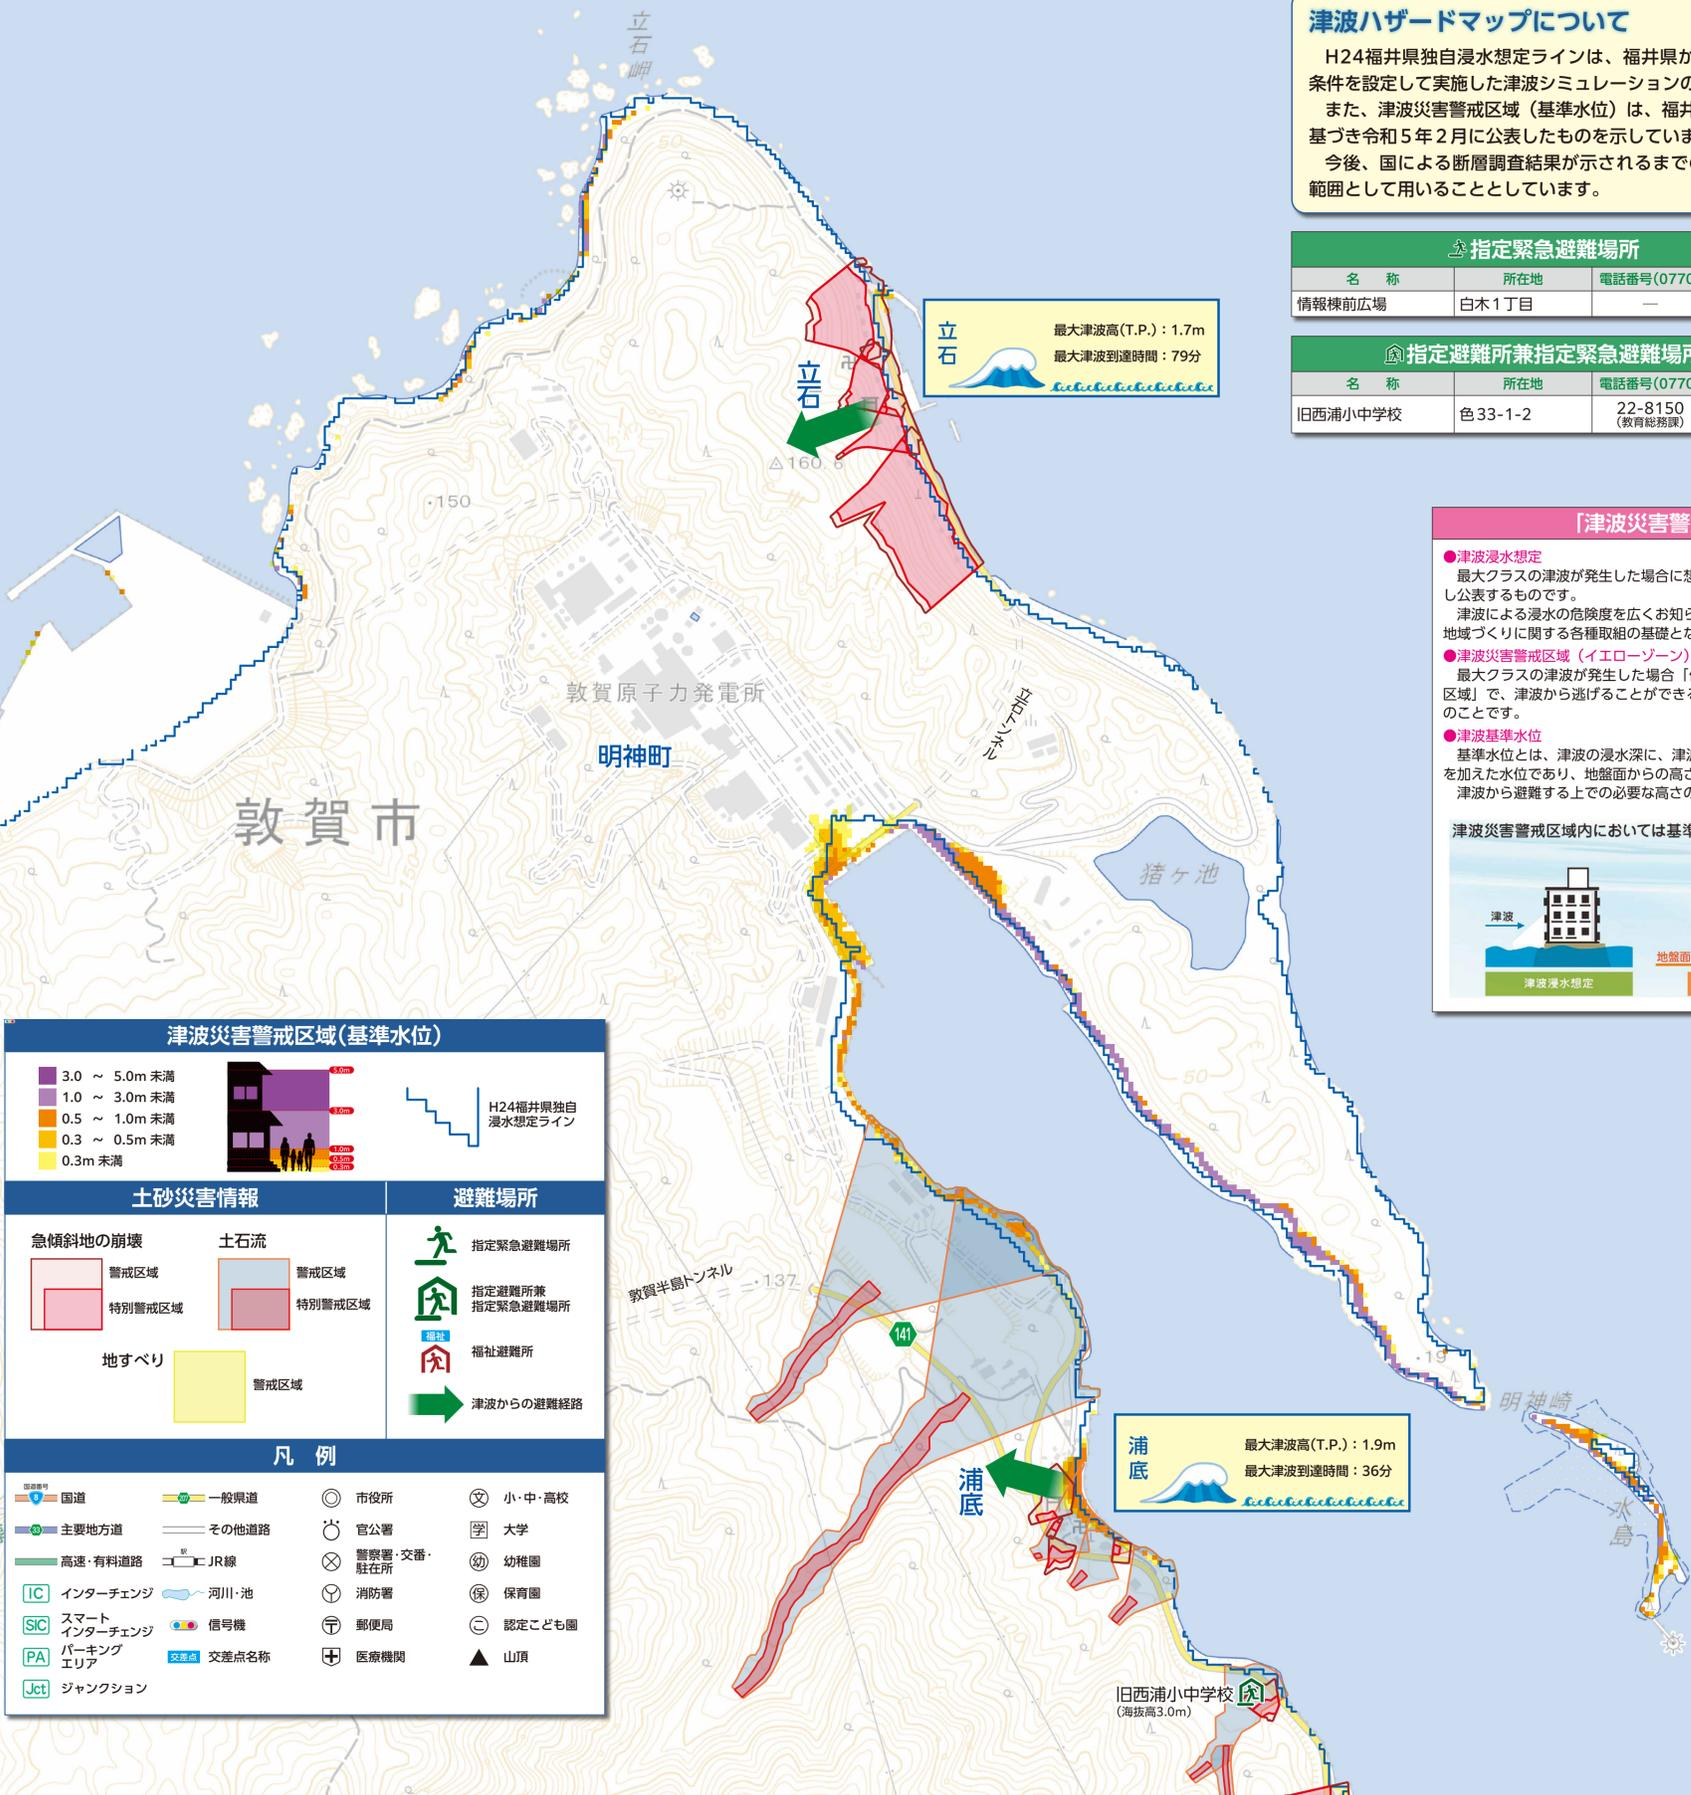 立石岬
津波ハザードマップについて
H24福井県独自浸水想定ラインは、福井県が
条件を設定して実施した津波シミュレーションの
また、津波災害警戒区域（基準水位）は、福井
基づき令和５年２月に公表したものを示していま
今後、国による断層調査結果が示されるまでの
範囲として用いることとしています。
指定緊急避難場所
名　称　所在地　電話番号(0770
情報棟前広場　白木１丁目　―
指定避難所兼指定緊急避難場所
名　称　所在地　電話番号(0770
旧西浦小中学校　色33-1-2　22-8150
（教育総務課）
50
立石
最大津波高(T.P.)：1.7m
最大津波到達時間：79分
立石
160.6
150
「津波災害警
●津波浸水想定
最大クラスの津波が発生した場合に想
し公表するものです。
津波による浸水の危険度を広くお知ら
地域づくりに関する各種取組の基礎とな
●津波災害警戒区域（イエローゾーン）
最大クラスの津波が発生した場合「
区域」で、津波から逃げることができる
のことです。
●津波基準水位
基準水位とは、津波の浸水深に、津波
を加えた水位であり、地盤面からの高さ
津波から避難する上での必要な高さの
津波災害警戒区域内においては基準
津波
地盤面
津波浸水想定
敦賀原子力発電所
立石トンネル
明神町
敦賀市
150
猪ヶ池
50
津波災害警戒区域(基準水位)
3.0 ～ 5.0m 未満
1.0 ～ 3.0m 未満
0.5 ～ 1.0m 未満
0.3 ～ 0.5m 未満
0.3m 未満
5.0m
3.0m
1.0m
0.5m
0.3m
H24福井県独自
浸水想定ライン
土砂災害情報
避難場所
急傾斜地の崩壊
警戒区域
特別警戒区域
土石流
警戒区域
特別警戒区域
地すべり
警戒区域
指定緊急避難場所
指定避難所兼
指定緊急避難場所
福祉
福祉避難所
津波からの避難経路
凡 例
国道番号
8
国道
207
一般県道
市役所
文
小・中・高校
33
主要地方道
その他道路
官公署
学
大学
高速・有料道路
駅
JR線
警察署・交番・
駐在所
幼
幼稚園
IC
インターチェンジ
河川・池
消防署
保
保育園
SIC
スマート
インターチェンジ
信号機
郵便局
こ
認定こども園
PA
パーキング
エリア
交差点
交差点名称
医療機関
山頂
Jct
ジャンクション
敦賀半島トンネル
137
141
19
明神崎
水島
浦底
最大津波高(T.P.)：1.9m
最大津波到達時間：36分
浦底
旧西浦小中学校
(海抜高3.0m)